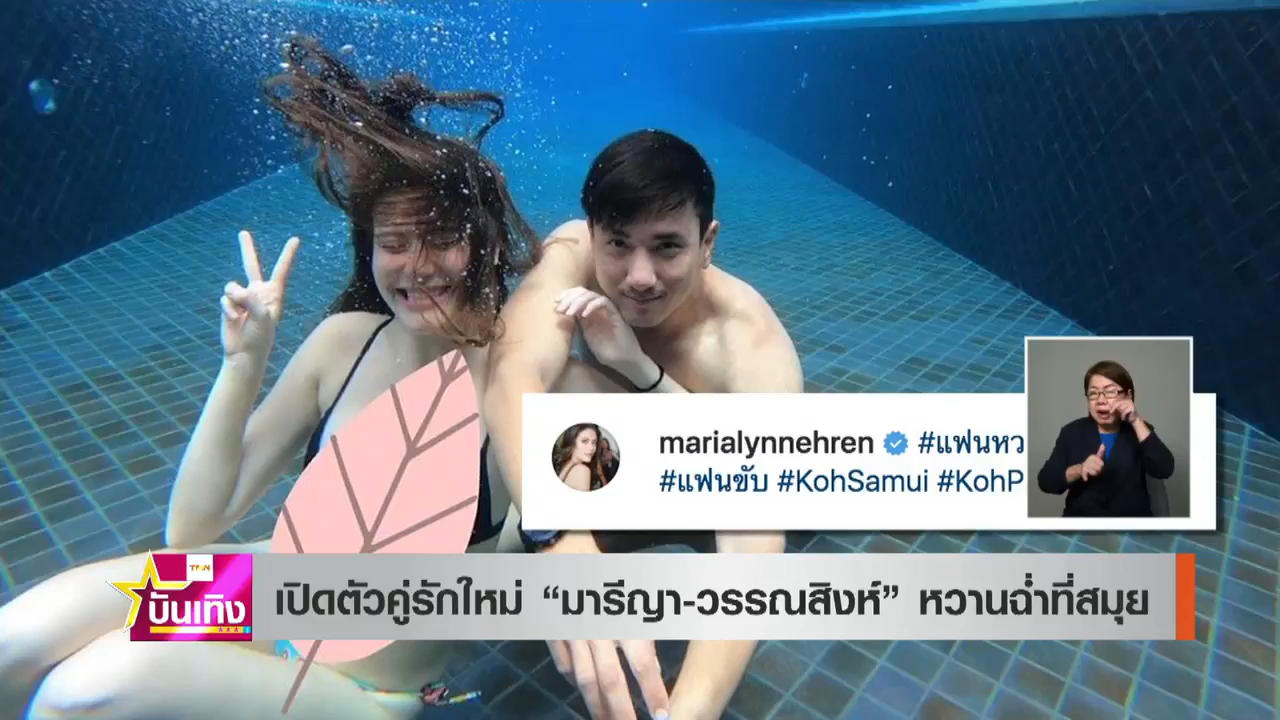 marialynnehren #แฟนหว
#แฟนขับ #KohSamui #KohP
TNN
บันเทิง
เปิดตัวคู่รักใหม่ “มารีญา-วรรณสิงห์” หวานฉ่ำที่สมุย